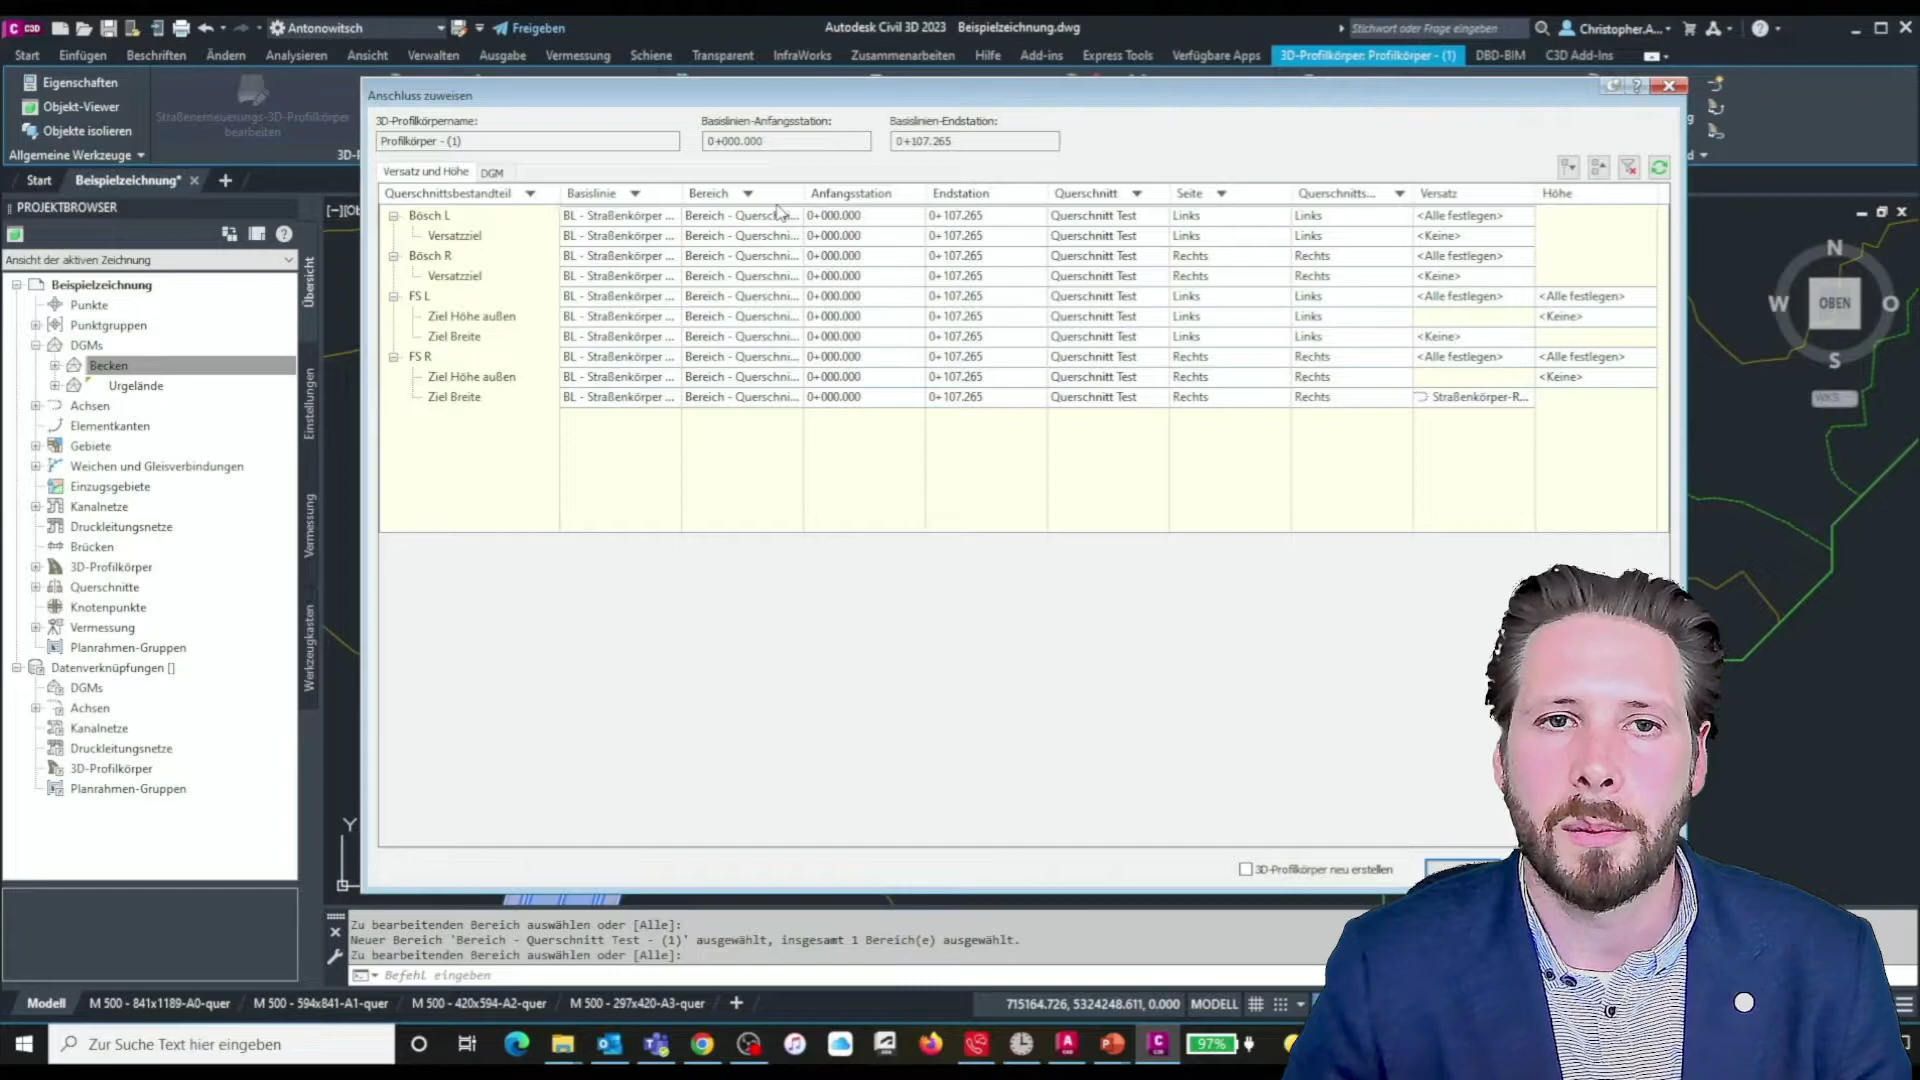 C3D
Antonowitsch
Freigeben
Autodesk Civil 3D 2023 Beispielzeichnung.dwg
Stichwort oder Frage eingeben
Christopher.A...
Start Einfügen Beschriften Ändern Analysieren Ansicht Verwalten Ausgabe Vermessung Schiene Transparent InfraWorks Zusammenarbeiten Hilfe Add-ins Express Tools Verfügbare Apps 3D-Profilkörper: Profilkörper - (1) DBD-BIM C3D Add-Ins
Eigenschaften
Objekt-Viewer
Objekte isolieren
Allgemeine Werkzeuge
Straßenerneuerungs-3D-Profilkörper
bearbeiten
3D-P
Start Beispielzeichnung* +
PROJEKTBROWSER
Ansicht der aktiven Zeichnung
Beispielzeichnung
Punkte
Punktgruppen
DGMs
Becken
Urgelände
Achsen
Elementkanten
Gebiete
Weichen und Gleisverbindungen
Einzugsgebiete
Kanalnetze
Druckleitungsnetze
Brücken
3D-Profilkörper
Querschnitte
Knotenpunkte
Vermessung
Planrahmen-Gruppen
Datenverknüpfungen []
DGMs
Achsen
Kanalnetze
Druckleitungsnetze
3D-Profilkörper
Planrahmen-Gruppen
Übersicht
Einstellungen
Vermessung
Werkzeugkasten
Anschluss zuweisen
3D-Profilkörpername: Basislinien-Anfangsstation: Basislinien-Endstation:
Profilkörper - (1) 0+000.000 0+107.265
Versatz und Höhe DGM
Querschnittsbestandteil Basislinie Bereich Anfangsstation Endstation Querschnitt Seite Querschnitts... Versatz Höhe
Bösch L BL - Straßenkörper ... Bereich - Querschni... 0+000.000 0+107.265 Querschnitt Test Links Links <Alle festlegen>
Versatzziel BL - Straßenkörper ... Bereich - Querschni... 0+000.000 0+107.265 Querschnitt Test Links Links <Keine>
Bösch R BL - Straßenkörper ... Bereich - Querschni... 0+000.000 0+107.265 Querschnitt Test Rechts Rechts <Alle festlegen>
Versatzziel BL - Straßenkörper ... Bereich - Querschni... 0+000.000 0+107.265 Querschnitt Test Rechts Rechts <Keine>
FS L BL - Straßenkörper ... Bereich - Querschni... 0+000.000 0+107.265 Querschnitt Test Links Links <Alle festlegen> <Alle festlegen>
Ziel Höhe außen BL - Straßenkörper ... Bereich - Querschni... 0+000.000 0+107.265 Querschnitt Test Links Links <Keine>
Ziel Breite BL - Straßenkörper ... Bereich - Querschni... 0+000.000 0+107.265 Querschnitt Test Links Links <Keine>
FS R BL - Straßenkörper ... Bereich - Querschni... 0+000.000 0+107.265 Querschnitt Test Rechts Rechts <Alle festlegen> <Alle festlegen>
Ziel Höhe außen BL - Straßenkörper ... Bereich - Querschni... 0+000.000 0+107.265 Querschnitt Test Rechts Rechts <Keine>
Ziel Breite BL - Straßenkörper ... Bereich - Querschni... 0+000.000 0+107.265 Querschnitt Test Rechts Rechts Straßenkörper-R...
3D-Profilkörper neu erstellen
N
W OBEN O
S
WKS
Y
Zu bearbeitenden Bereich auswählen oder [Alle]:
Neuer Bereich 'Bereich - Querschnitt Test - (1)' ausgewählt, insgesamt 1 Bereich(e) ausgewählt.
Zu bearbeitenden Bereich auswählen oder [Alle]:
Befehl eingeben
Modell M 500 - 841x1189-A0-quer M 500 - 594x841-A1-quer M 500 - 420x594-A2-quer M 500 - 297x420-A3-quer +
715164.726, 5324248.611, 0.000 MODELL
Zur Suche Text hier eingeben
97%